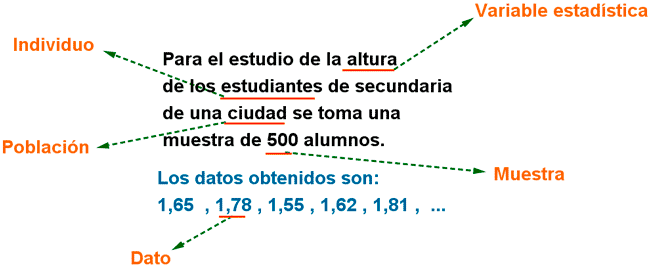 Variable estadística
Individuo
Para el estudio de la altura
de los estudiantes de secundaria
de una ciudad se toma una
muestra de 500 alumnos.
Población
Muestra
Los datos obtenidos son:
1,65 , 1,78 , 1,55 , 1,62 , 1,81 , ...
Dato